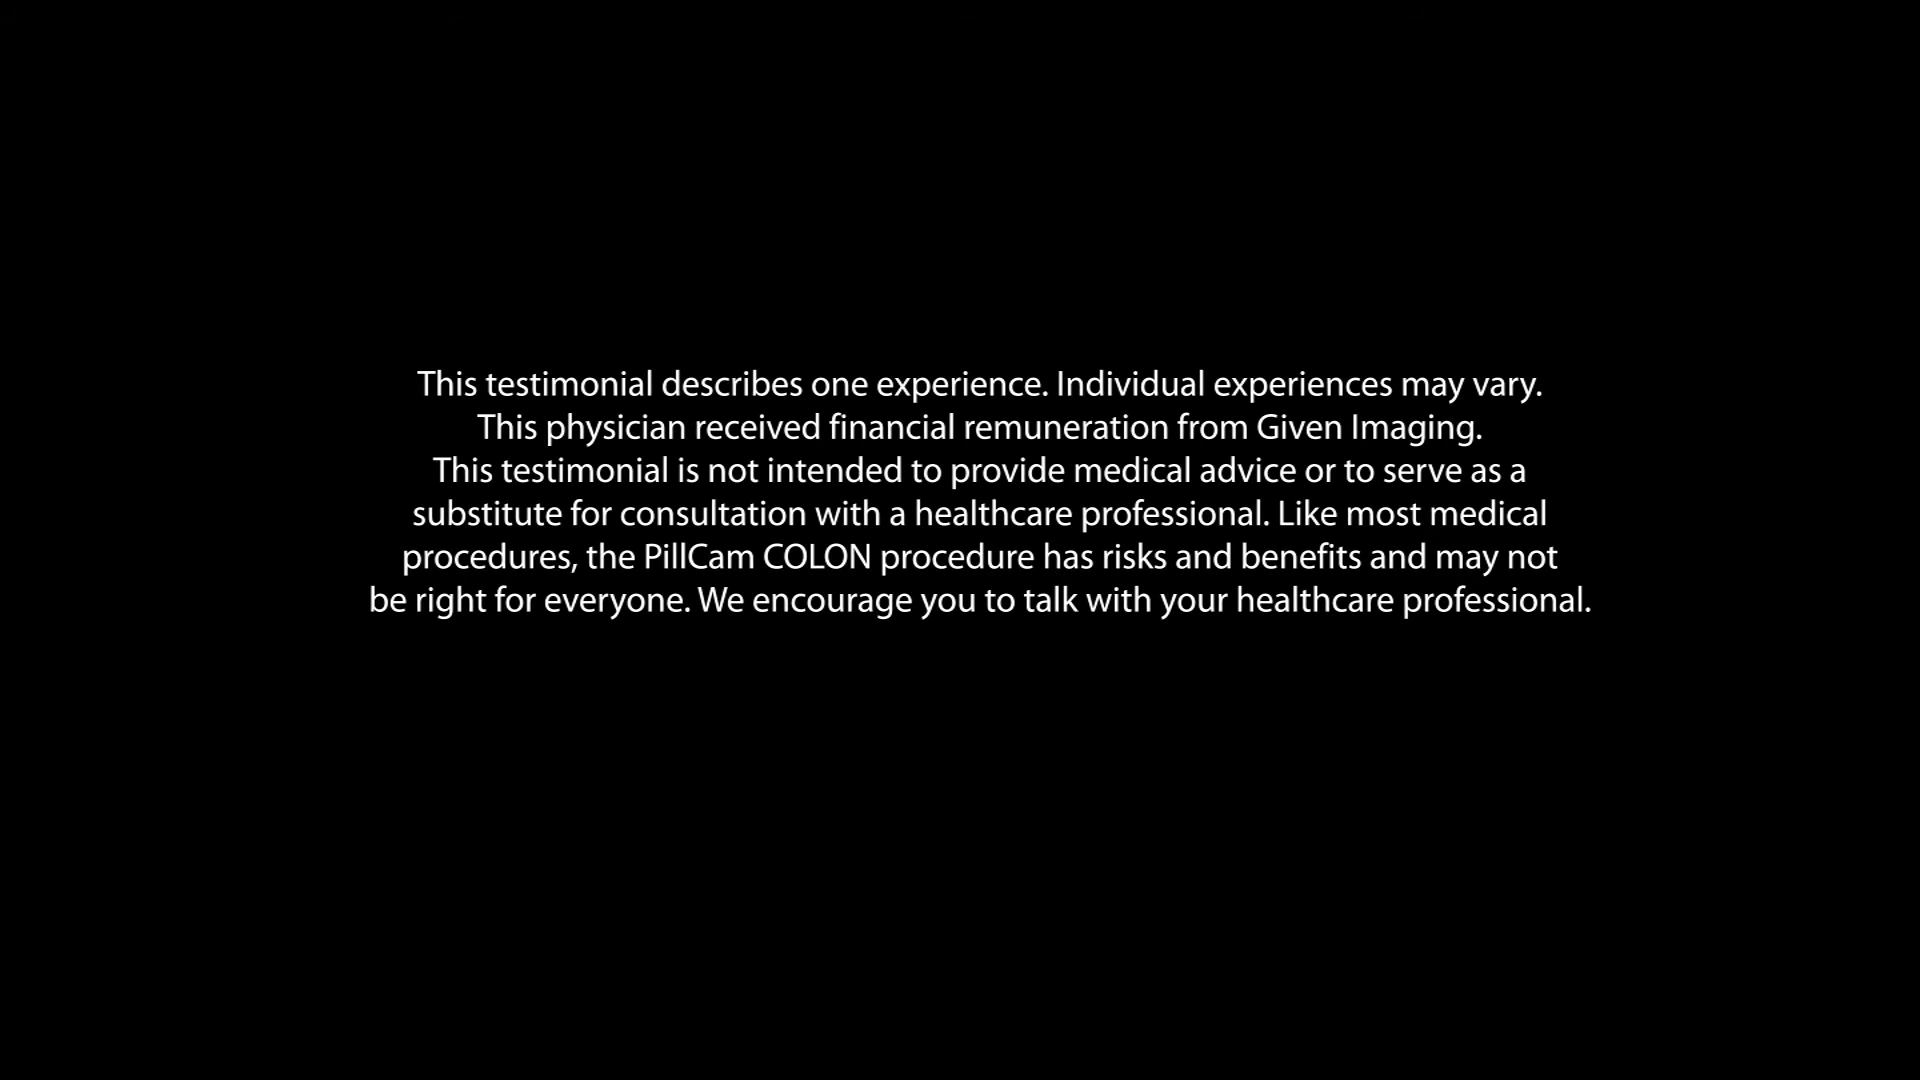 This testimonial describes one experience. Individual experiences may vary.
This physician received financial remuneration from Given Imaging.
This testimonial is not intended to provide medical advice or to serve as a
substitute for consultation with a healthcare professional. Like most medical
procedures, the PillCam COLON procedure has risks and benefits and may not
be right for everyone. We encourage you to talk with your healthcare professional.